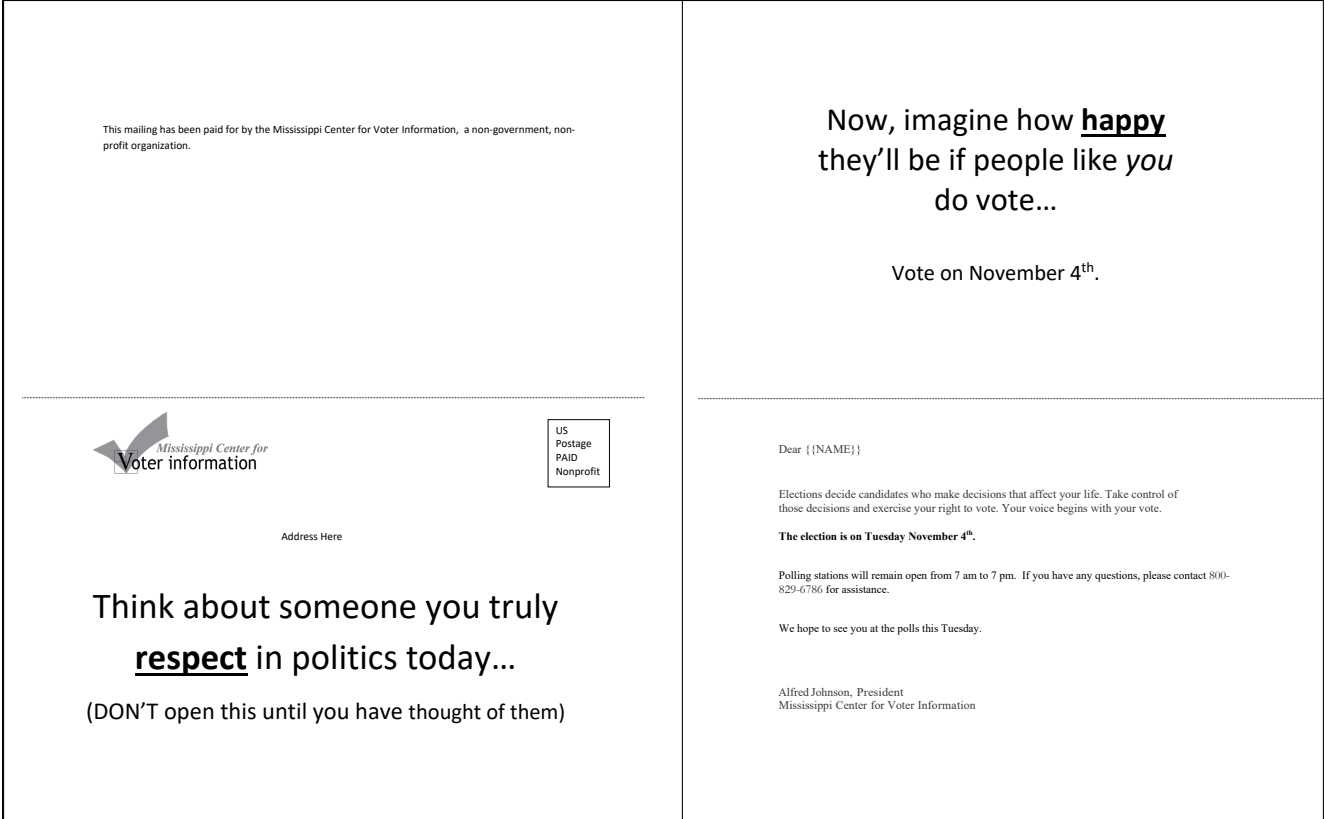 This mailing has been paid for by the Mississippi Center for Voter Information,  a non-government, non-
profit organization.
Mississippi Center for
Voter information
US
Postage
PAID
Nonprofit
Address Here
Think about someone you truly
respect in politics today…
(DON’T open this until you have thought of them)
Now, imagine how happy
they’ll be if people like you
do vote…
Vote on November 4th.
Dear {{NAME}}
Elections decide candidates who make decisions that affect your life. Take control of
those decisions and exercise your right to vote. Your voice begins with your vote.
The election is on Tuesday November 4th.
Polling stations will remain open from 7 am to 7 pm.  If you have any questions, please contact 800-
829-6786 for assistance.
We hope to see you at the polls this Tuesday.
Alfred Johnson, President
Mississippi Center for Voter Information